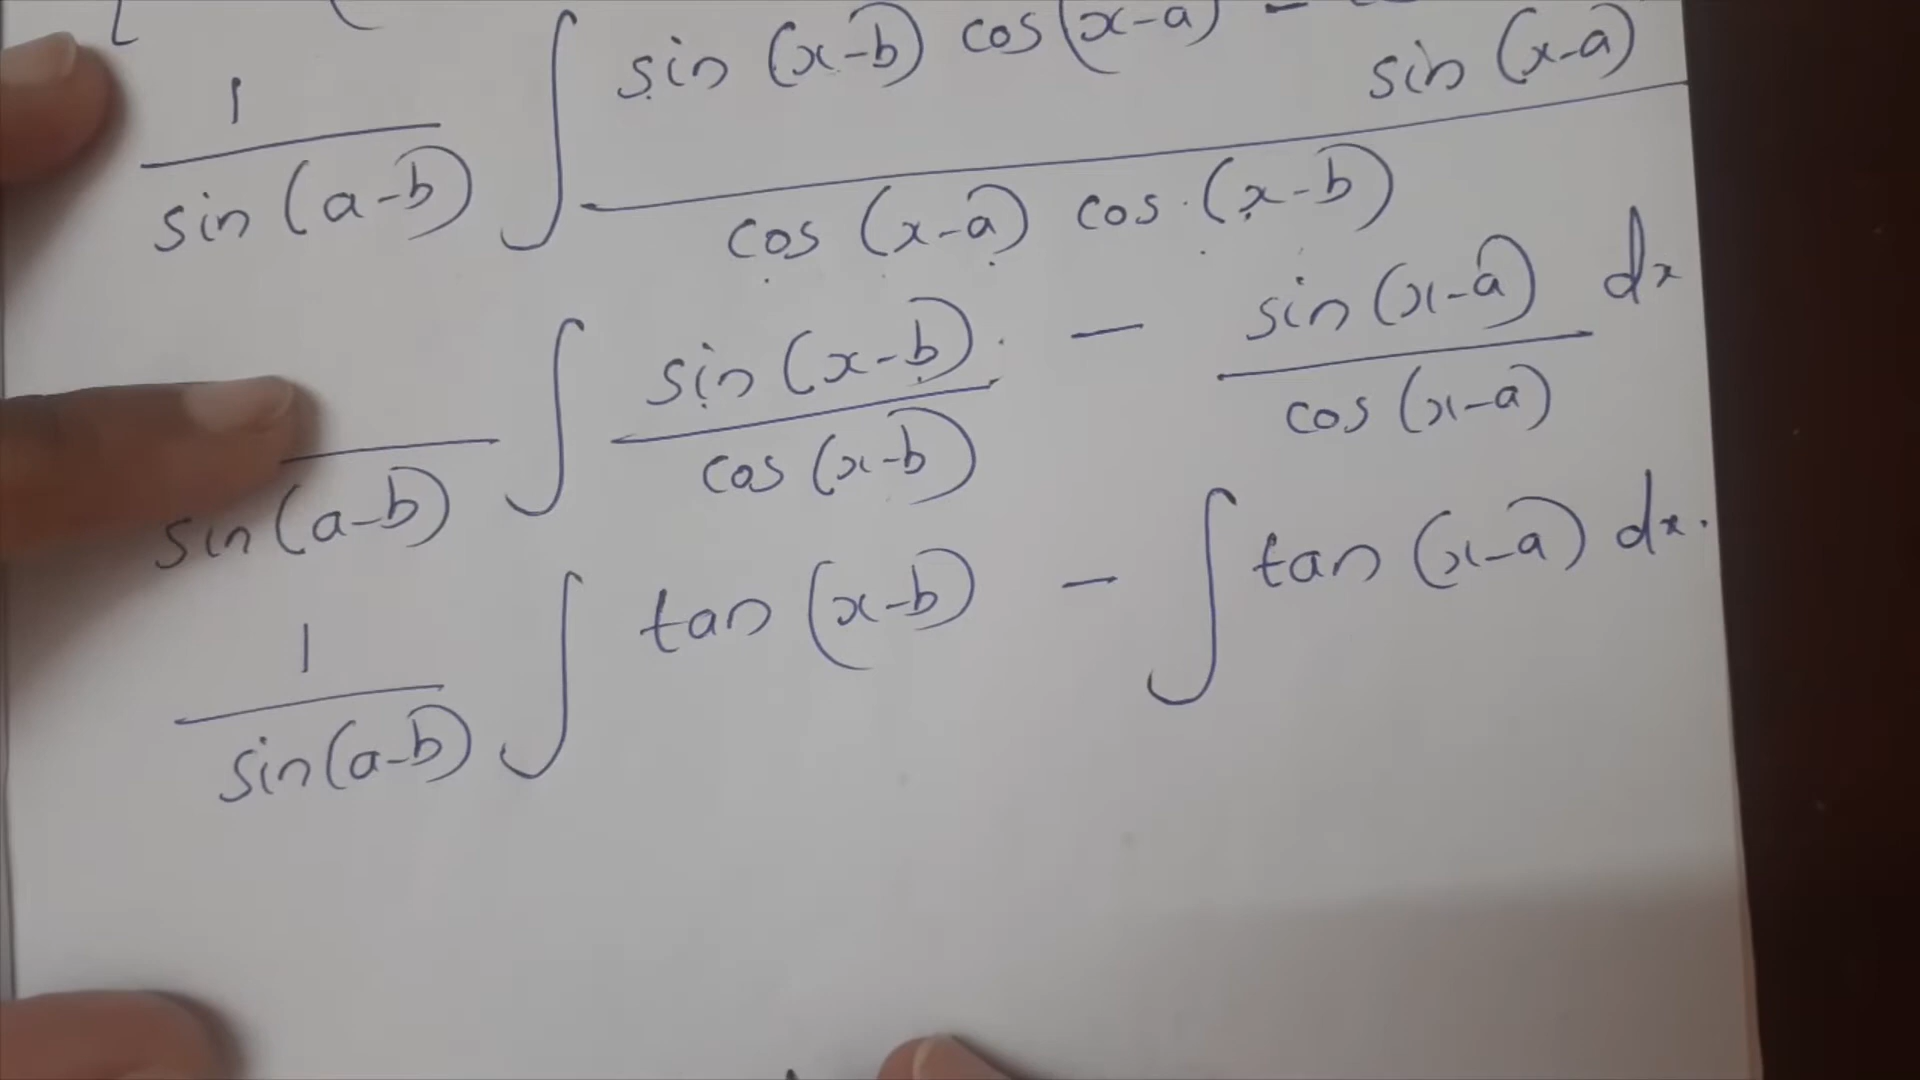 1/sin(a-b) ∫ sin(x-b) cos(x-a) -
sin(x-a)
/ cos(x-a) cos(x-b)
/sin(a-b) ∫ sin(x-b)/cos(x-b) - sin(x-a)/cos(x-a) dx
1/sin(a-b) ∫ tan(x-b) - ∫ tan(x-a) dx.